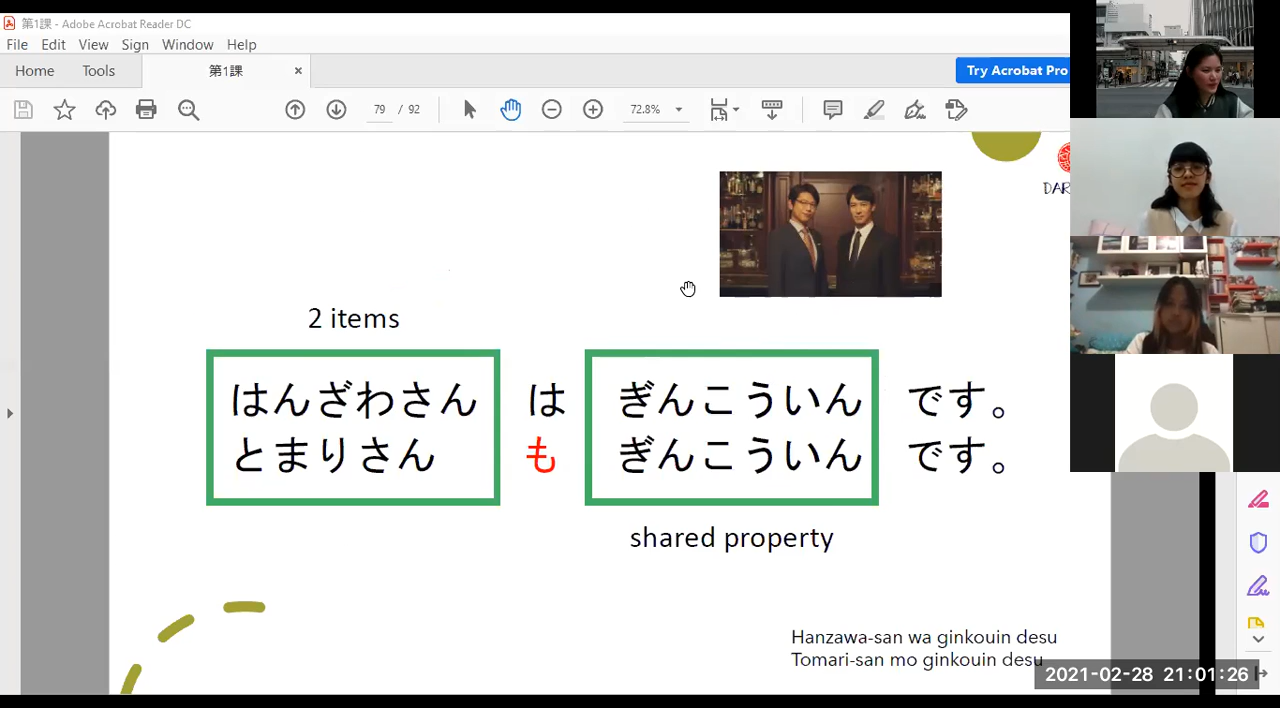 第1課 - Adobe Acrobat Reader DC
File Edit View Sign Window Help
Home Tools 第1課 ×
Try Acrobat Pro
79 / 92
72.8%
2 items
はんざわさん は ぎんこういん です。
とまりさん も ぎんこういん です。
shared property
Hanzawa-san wa ginkouin desu
Tomari-san mo ginkouin desu
2021-02-28 21:01:26